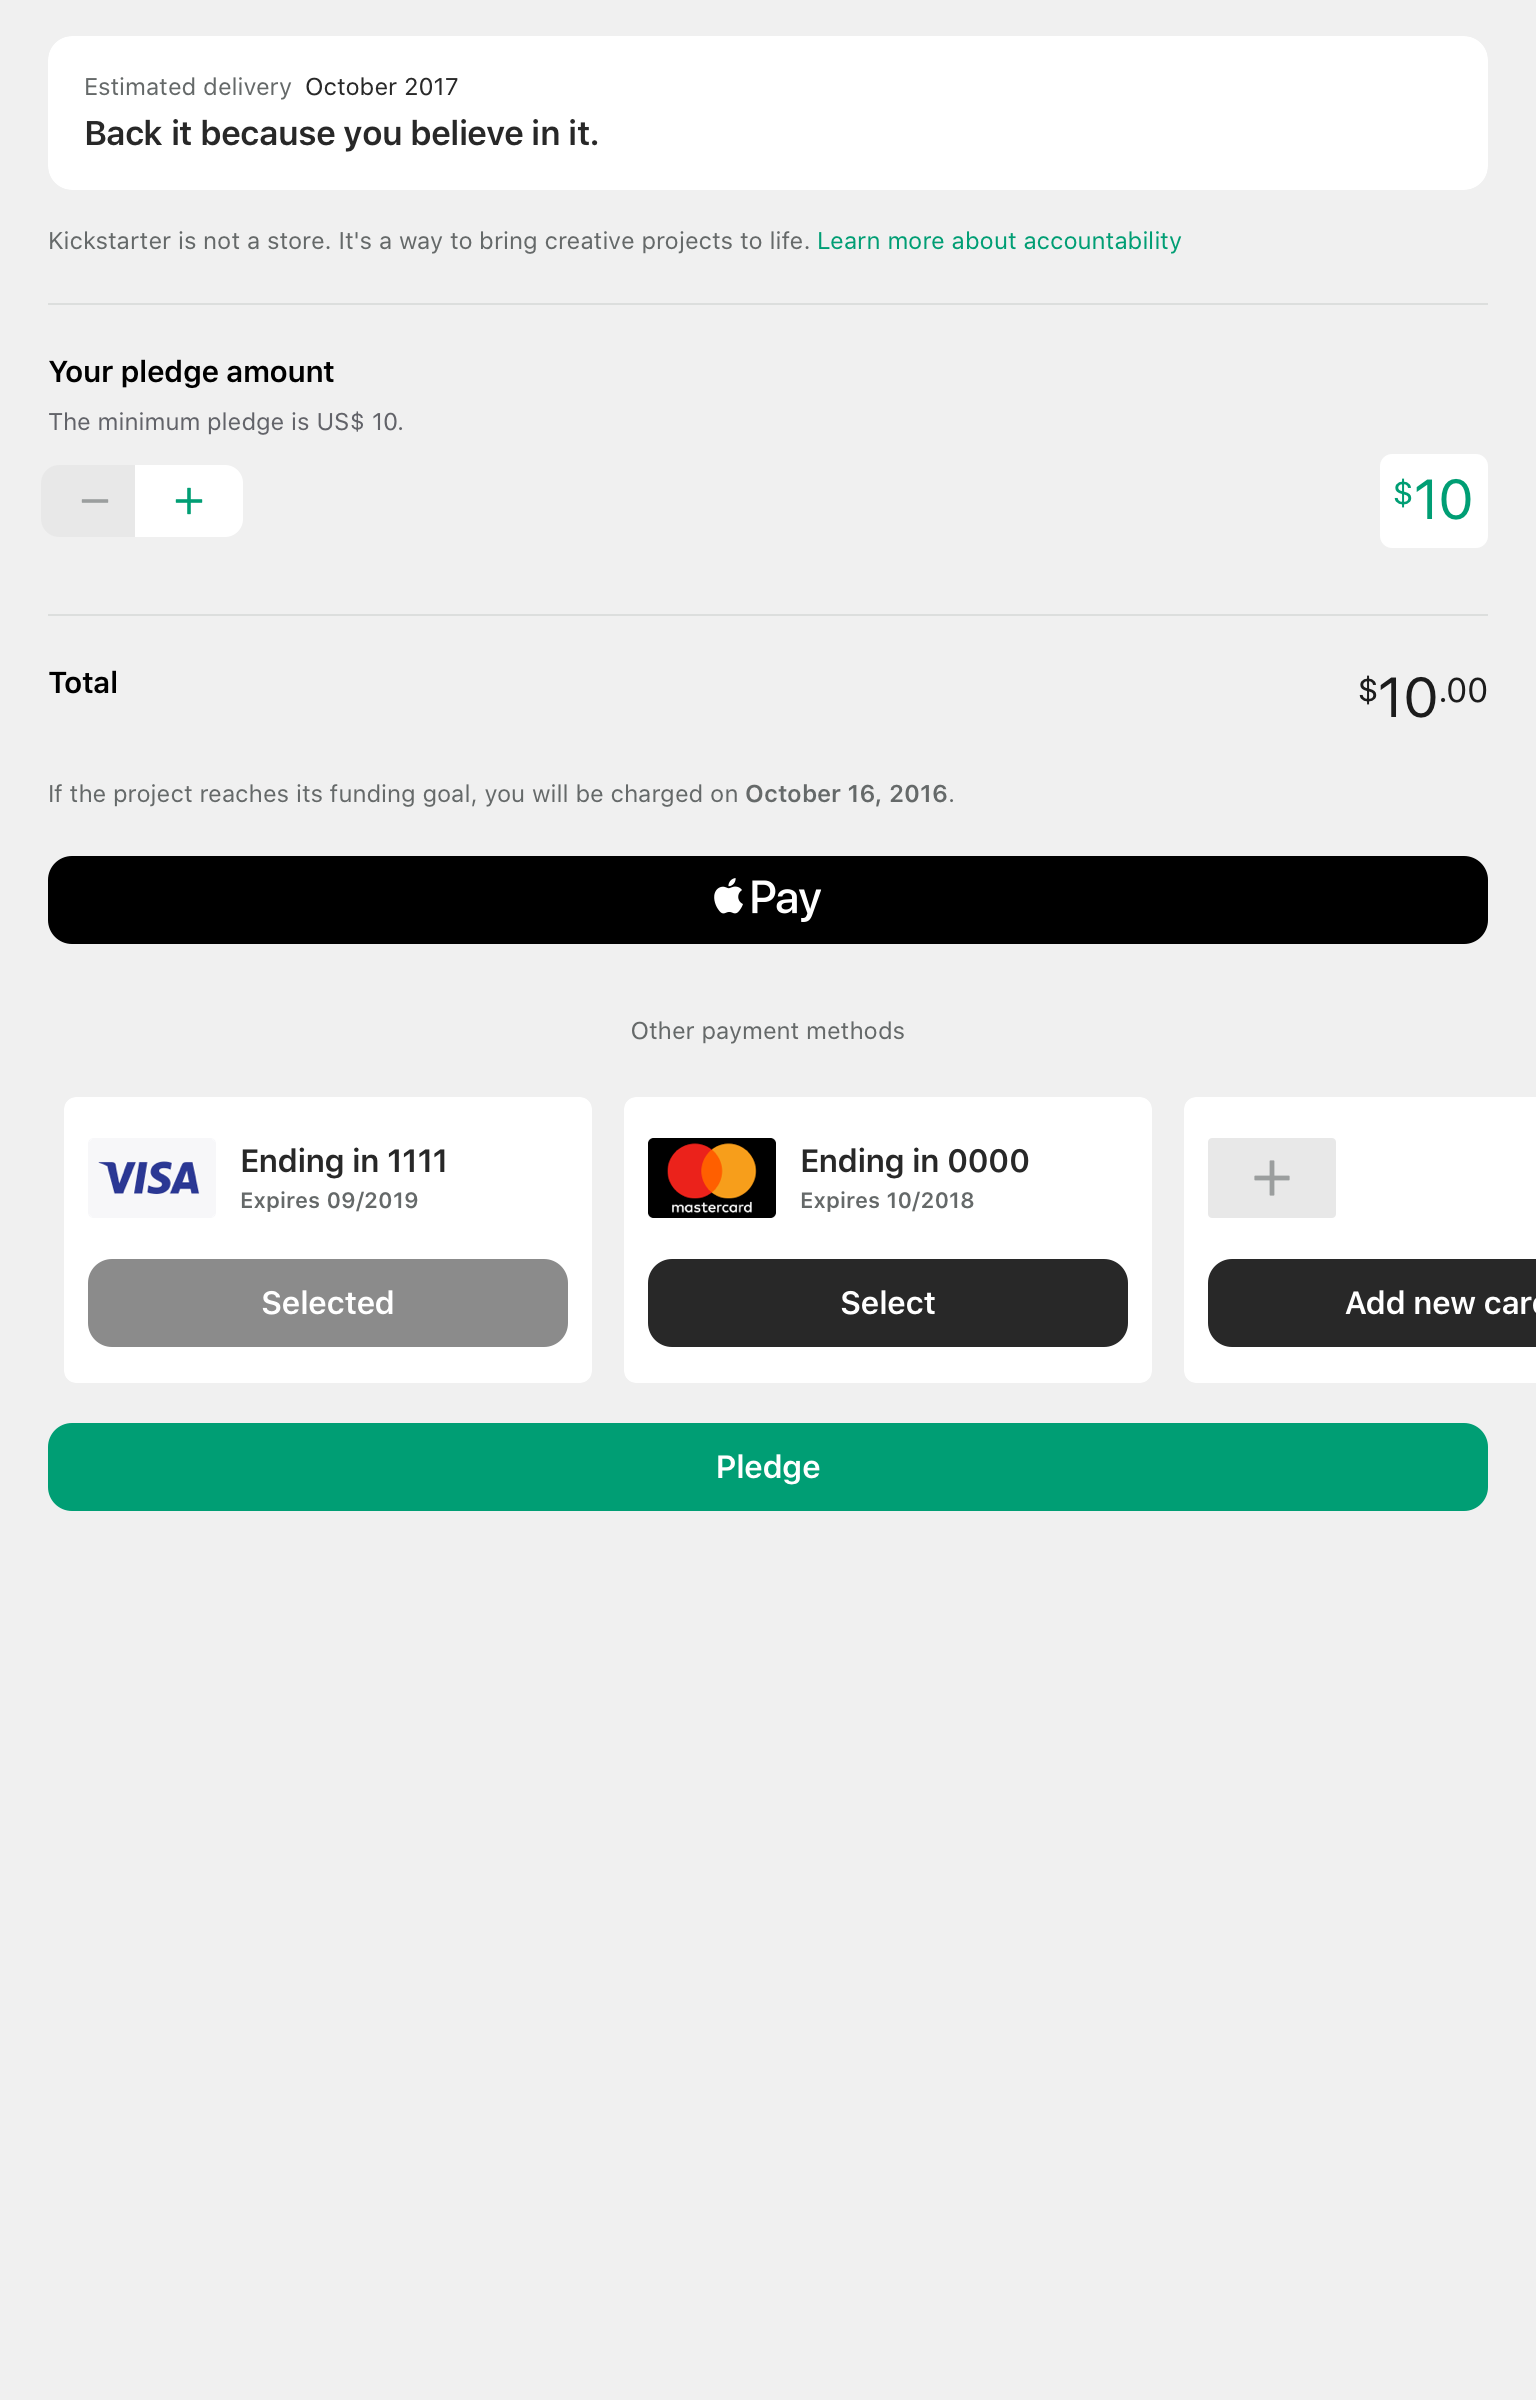 Estimated delivery October 2017
Back it because you believe in it.
Kickstarter is not a store. It's a way to bring creative projects to life. Learn more about accountability
Your pledge amount
The minimum pledge is US$ 10.
− +
$10
Total
$10.00
If the project reaches its funding goal, you will be charged on October 16, 2016.
Pay
Other payment methods
VISA
Ending in 1111
Expires 09/2019
Selected
mastercard
Ending in 0000
Expires 10/2018
Select
+
Add new car
Pledge